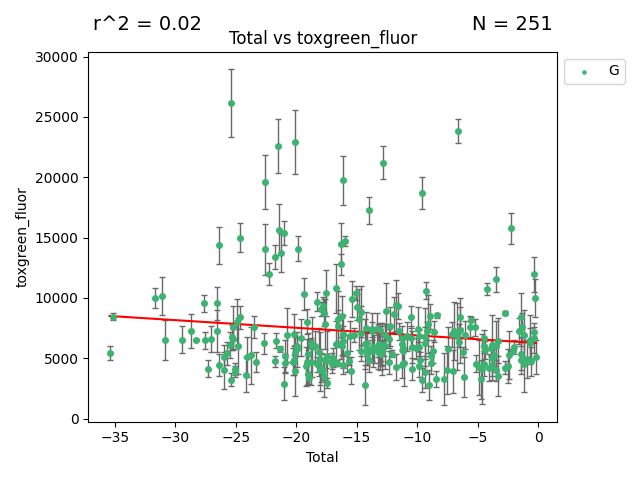 r^2 = 0.02
N = 251
Total vs toxgreen_fluor
G
30000
25000
20000
15000
10000
5000
0
toxgreen_fluor
−35 −30 −25 −20 −15 −10 −5 0
Total